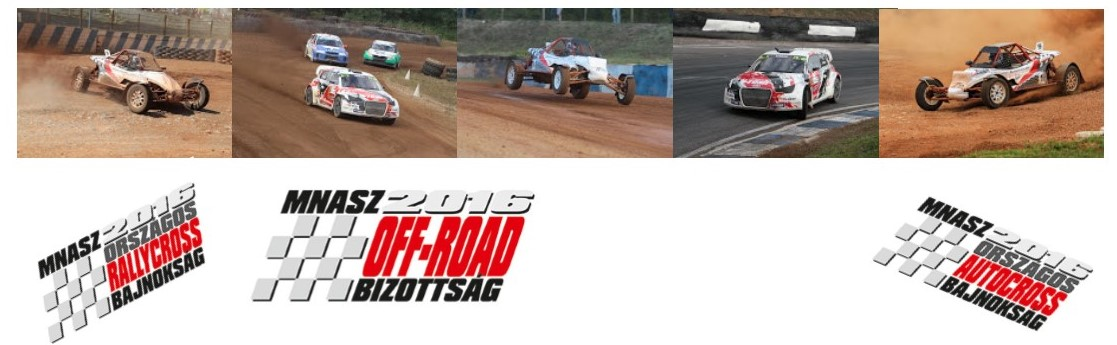 MNASZ 2016
ORSZÁGOS
RALLYCROSS
BAJNOKSÁG
MNASZ 2016
OFF-ROAD
BIZOTTSÁG
MNASZ 2016
ORSZÁGOS
AUTOCROSS
BAJNOKSÁG